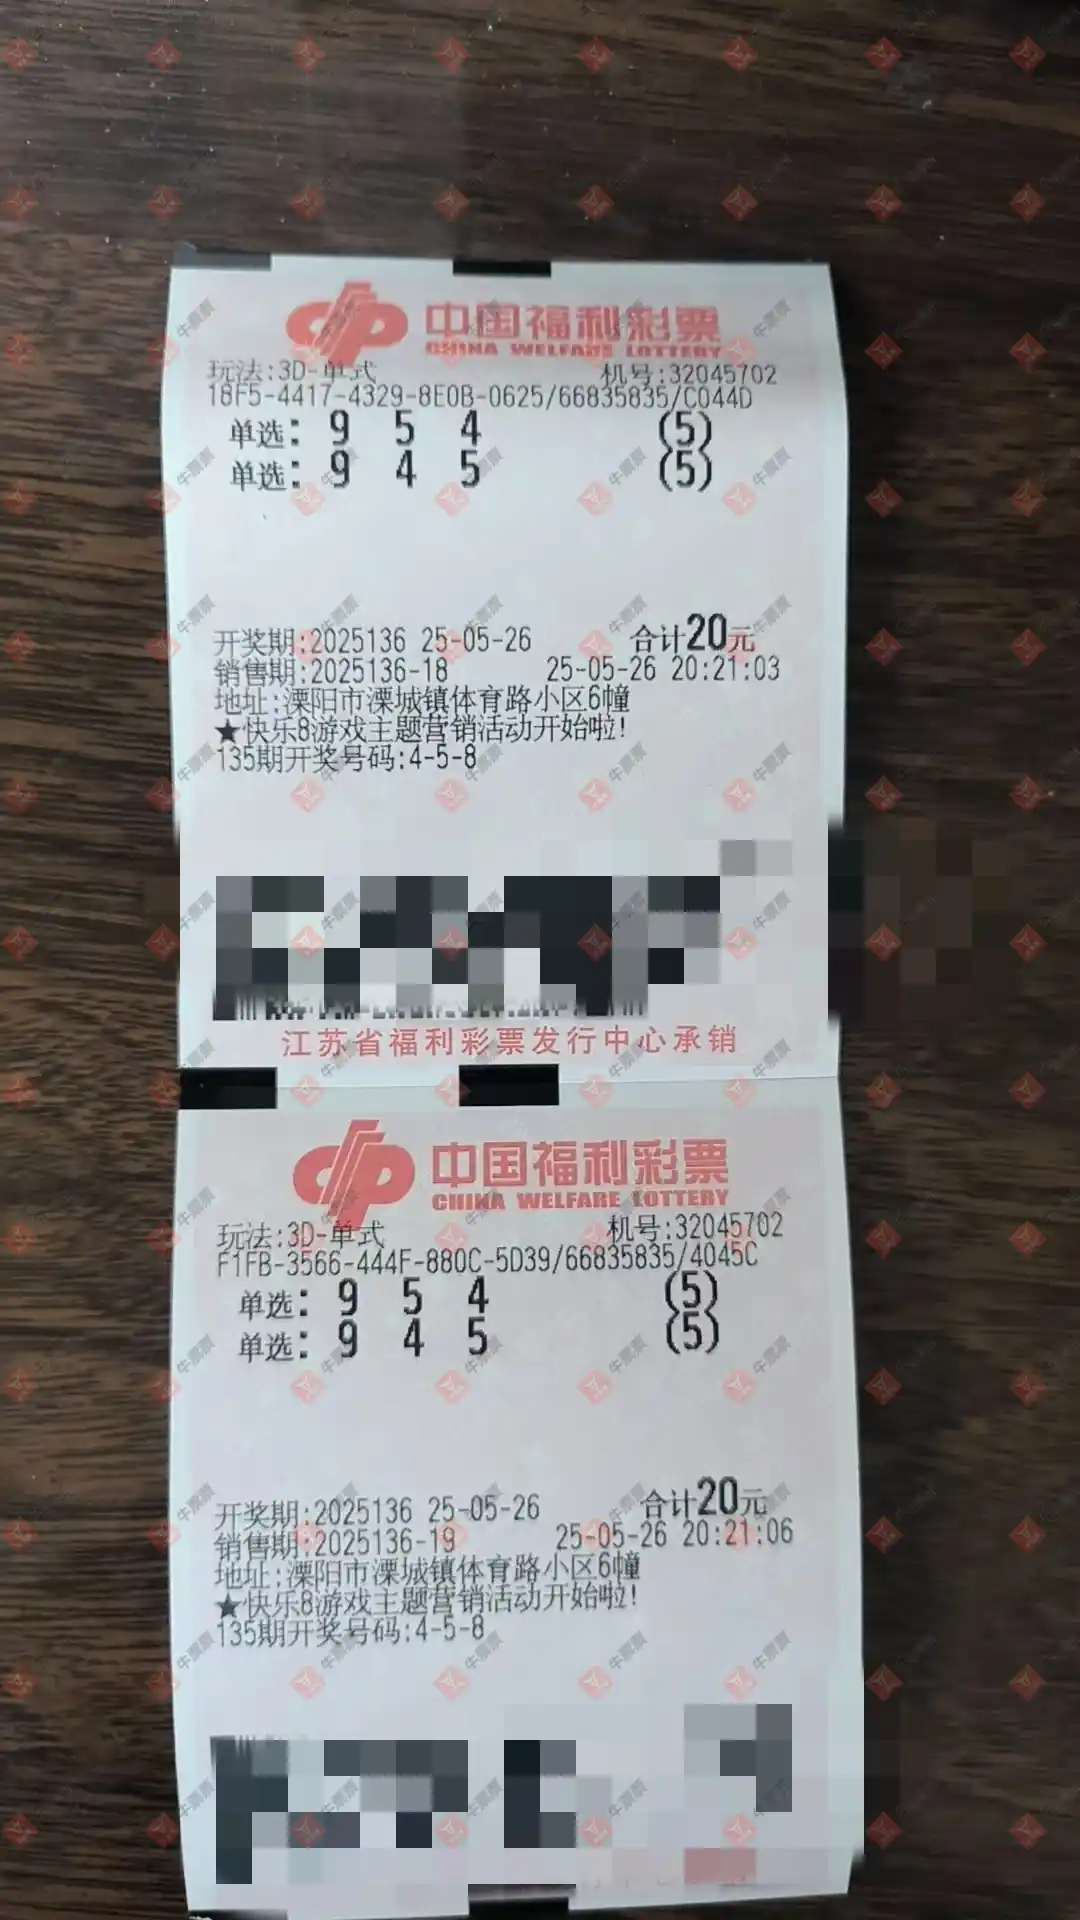 中国福利彩票
CHINA WELFARE LOTTERY
玩法:3D-单式 机号:32045702
18F5-4417-4329-8E0B-0625/66835835/C044D
单选: 9 5 4 (5)
单选: 9 4 5 (5)
开奖期:2025136 25-05-26 合计20元
销售期:2025136-18 25-05-26 20:21:03
地址:溧阳市溧城镇体育路小区6幢
★快乐8游戏主题营销活动开始啦!
135期开奖号码:4-5-8
江苏省福利彩票发行中心承销
中国福利彩票
CHINA WELFARE LOTTERY
玩法:3D-单式 机号:32045702
F1FB-3566-444F-880C-5D39/66835835/4045C
单选: 9 5 4 (5)
单选: 9 4 5 (5)
开奖期:2025136 25-05-26 合计20元
销售期:2025136-19 25-05-26 20:21:06
地址:溧阳市溧城镇体育路小区6幢
★快乐8游戏主题营销活动开始啦!
135期开奖号码:4-5-8
牛票票